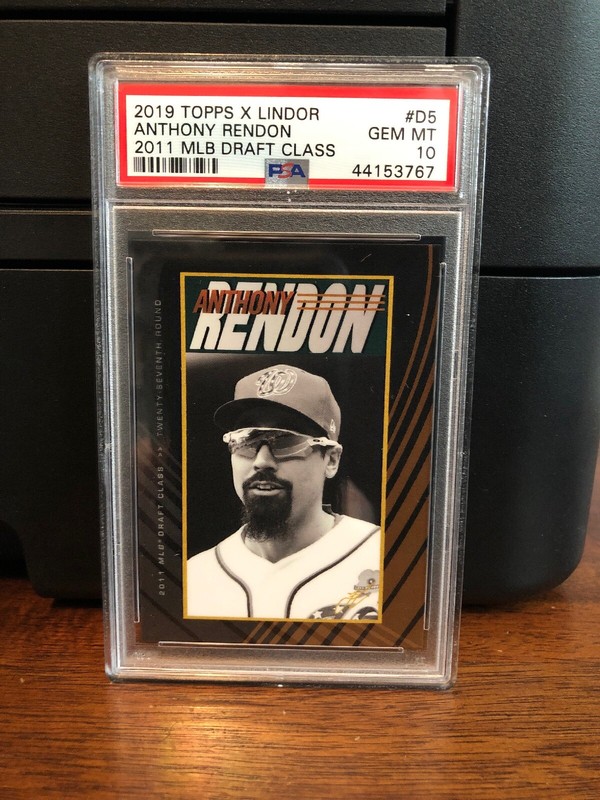 2019 TOPPS X LINDOR #D5
ANTHONY RENDON GEM MT
2011 MLB DRAFT CLASS 10
PSA 44153767
ANTHONY
RENDON
2011 MLB® DRAFT CLASS >> TWENTY-SEVENTH ROUND